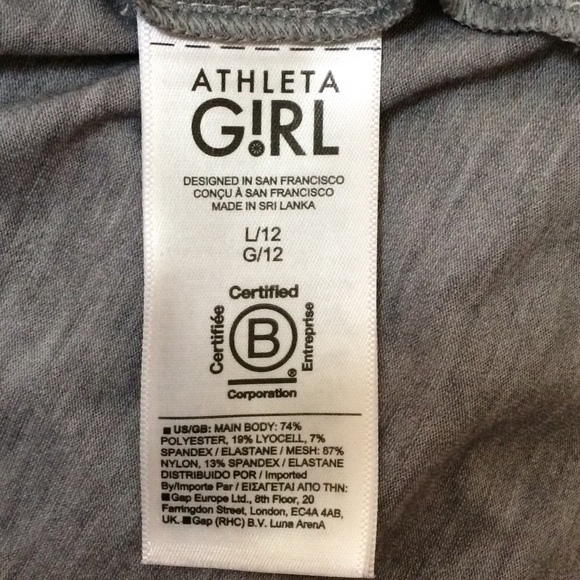 ATHLETA
G!RL
DESIGNED IN SAN FRANCISCO
CONÇU À SAN FRANCISCO
MADE IN SRI LANKA
L/12
G/12
Certified
Certifiée
B
Entreprise
®
Corporation
■ US/GB: MAIN BODY: 74%
POLYESTER, 19% LYOCELL, 7%
SPANDEX / ELASTANE / MESH: 87%
NYLON, 13% SPANDEX / ELASTANE
DISTRIBUIDO POR / Imported
By/Importe Par / ΕΙΣΑΓΕΤΑΙ ΑΠΟ ΤΗΝ:
■ Gap Europe Ltd., 8th Floor, 20
Farringdon Street, London, EC4A 4AB,
UK. ■ Gap (RHC) B.V. Luna ArenA